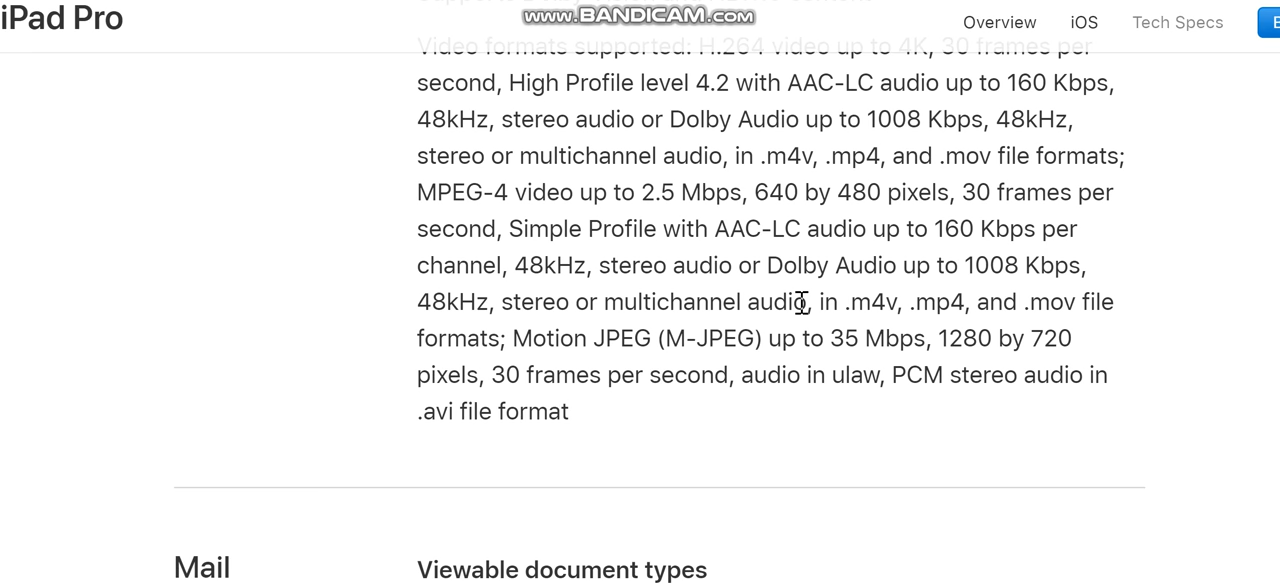 iPad Pro
www.BANDICAM.com
Overview
iOS
Tech Specs
Video formats supported: H.264 video up to 4K, 30 frames per
second, High Profile level 4.2 with AAC-LC audio up to 160 Kbps,
48kHz, stereo audio or Dolby Audio up to 1008 Kbps, 48kHz,
stereo or multichannel audio, in .m4v, .mp4, and .mov file formats;
MPEG-4 video up to 2.5 Mbps, 640 by 480 pixels, 30 frames per
second, Simple Profile with AAC-LC audio up to 160 Kbps per
channel, 48kHz, stereo audio or Dolby Audio up to 1008 Kbps,
48kHz, stereo or multichannel audio, in .m4v, .mp4, and .mov file
formats; Motion JPEG (M-JPEG) up to 35 Mbps, 1280 by 720
pixels, 30 frames per second, audio in ulaw, PCM stereo audio in
.avi file format
Mail
Viewable document types